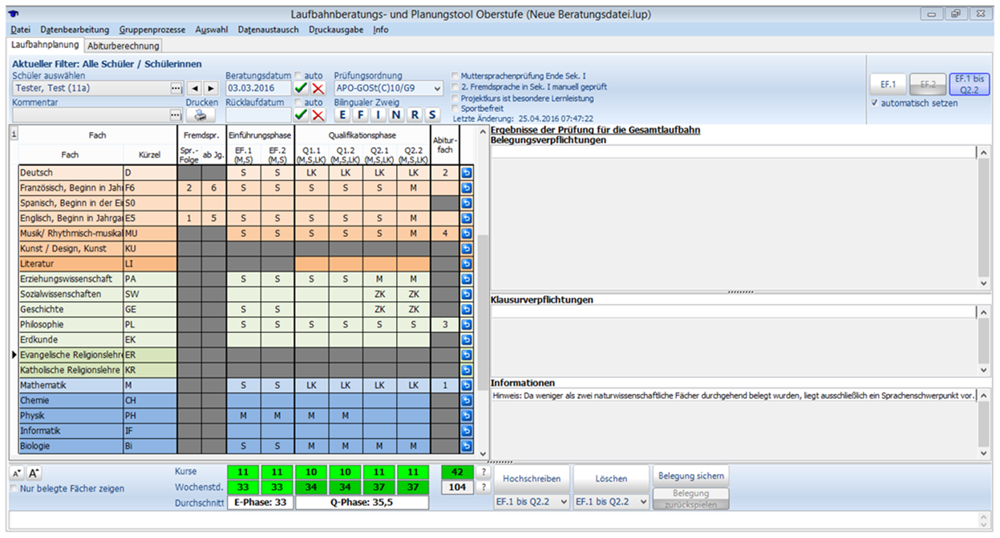 Laufbahnberatungs- und Planungstool Oberstufe (Neue Beratungsdatei.lup)
Datei Datenbearbeitung Gruppenprozesse Auswahl Datenaustausch Druckausgabe Info
Laufbahnplanung Abiturberechnung
Aktueller Filter: Alle Schüler / Schülerinnen
Schüler auswählen Beratungsdatum auto Prüfungsordnung
Tester, Test (11a) ... 03.03.2016 APO-GOSt(C)10/G9
Kommentar Drucken Rücklaufdatum auto Bilingualer Zweig
... E F I N R S
Muttersprachenprüfung Ende Sek. I
2. Fremdsprache in Sek. I manuell geprüft
Projektkurs ist besondere Lernleistung
Sportbefreit
Letzte Änderung: 25.04.2016 07:47:22
EF.1 EF.2 EF.1 bis Q2.2
automatisch setzen
i Fach Fremdspr. Einführungsphase Qualifikationsphase Abitur-fach
Fach Kürzel Spr.-Folge ab Jg. EF.1 (M,S) EF.2 (M,S) Q1.1 (M,S,LK) Q1.2 (M,S,LK) Q2.1 (M,S,LK) Q2.2 (M,S,LK)
Deutsch D S S LK LK LK LK 2
Französisch, Beginn in Jah F6 2 6 S S S S S M
Spanisch, Beginn in der Ei S0
Englisch, Beginn in Jahrga E5 1 5 S S S S S M
Musik/ Rhythmisch-musikal MU S S S S S M 4
Kunst / Design, Kunst KU
Literatur LI
Erziehungswissenschaft PA S S S S M M
Sozialwissenschaften SW ZK ZK
Geschichte GE S S ZK ZK
Philosophie PL S S S S S S 3
Erdkunde EK
Evangelische Religionslehre ER
Katholische Religionslehre KR
Mathematik M S S LK LK LK LK 1
Chemie CH
Physik PH M M M M
Informatik IF
Biologie Bi S S M M M M
Ergebnisse der Prüfung für die Gesamtlaufbahn
Belegungsverpflichtungen
Klausurverpflichtungen
Informationen
Hinweis: Da weniger als zwei naturwissenschaftliche Fächer durchgehend belegt wurden, liegt ausschließlich ein Sprachenschwerpunkt vor.
A A Kurse 11 11 10 10 11 11 42 ?
Nur belegte Fächer zeigen Wochenstd. 33 33 34 34 37 37 104 ?
Durchschnitt E-Phase: 33 Q-Phase: 35,5
Hochschreiben Löschen Belegung sichern
EF.1 bis Q2.2 EF.1 bis Q2.2 Belegung zurückspielen